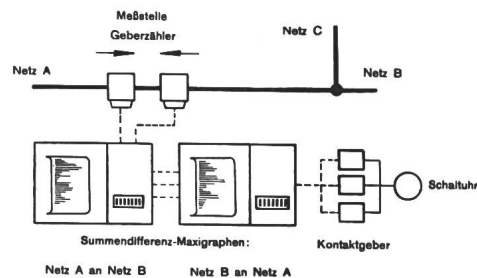 Meßstelle
Geberzähler
Netz C
Netz A
Netz B
Schaltuhr
Summendifferenz-Maxigraphen:
Kontaktgeber
Netz A an Netz B
Netz B an Netz A